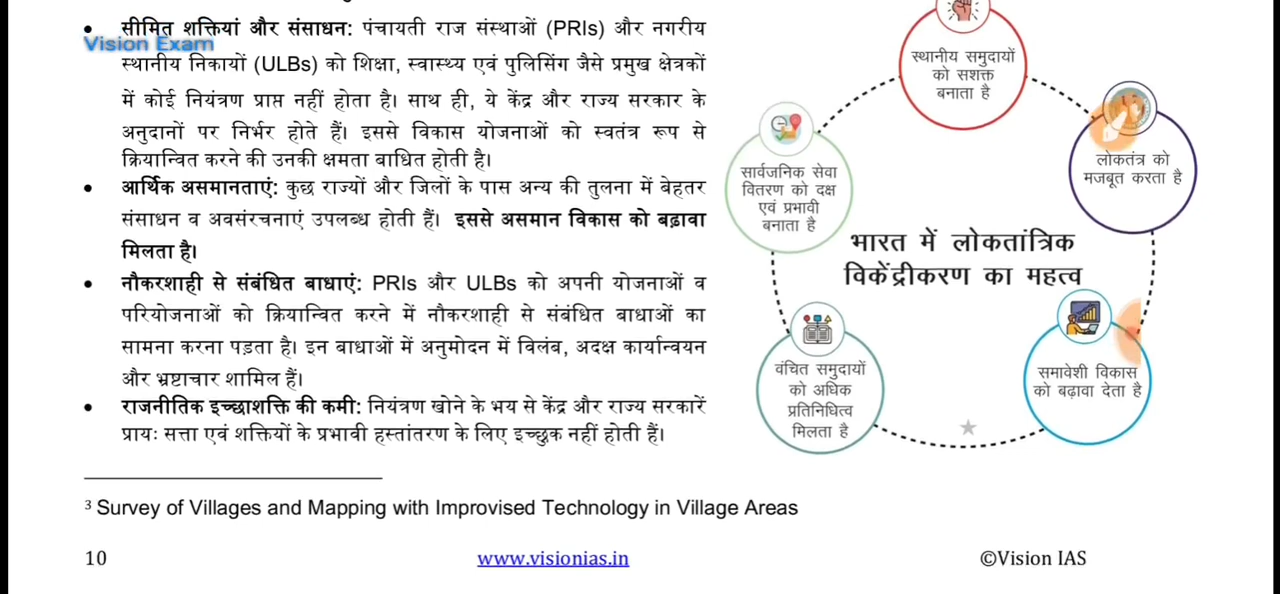 सीमित शक्तियां और संसाधन: पंचायती राज संस्थाओं (PRIs) और नगरीय
Vision Exam
स्थानीय निकायों (ULBs) को शिक्षा, स्वास्थ्य एवं पुलिसिंग जैसे प्रमुख क्षेत्रकों
में कोई नियंत्रण प्राप्त नहीं होता है। साथ ही, ये केंद्र और राज्य सरकार के
अनुदानों पर निर्भर होते हैं। इससे विकास योजनाओं को स्वतंत्र रूप से
क्रियान्वित करने की उनकी क्षमता बाधित होती है।
आर्थिक असमानताएं: कुछ राज्यों और जिलों के पास अन्य की तुलना में बेहतर
संसाधन व अवसंरचनाएं उपलब्ध होती हैं। इससे असमान विकास को बढ़ावा
मिलता है।
नौकरशाही से संबंधित बाधाएं: PRIs और ULBs को अपनी योजनाओं व
परियोजनाओं को क्रियान्वित करने में नौकरशाही से संबंधित बाधाओं का
सामना करना पड़ता है। इन बाधाओं में अनुमोदन में विलंब, अदक्ष कार्यान्वयन
और भ्रष्टाचार शामिल हैं।
राजनीतिक इच्छाशक्ति की कमी: नियंत्रण खोने के भय से केंद्र और राज्य सरकारें
प्रायः सत्ता एवं शक्तियों के प्रभावी हस्तांतरण के लिए इच्छुक नहीं होती हैं।
स्थानीय समुदायों
को सशक्त
बनाता है
लोकतंत्र को
मजबूत करता है
सार्वजनिक सेवा
वितरण को दक्ष
एवं प्रभावी
बनाता है
भारत में लोकतांत्रिक
विकेंद्रीकरण का महत्व
वंचित समुदायों
को अधिक
प्रतिनिधित्व
मिलता है
समावेशी विकास
को बढ़ावा देता है
3 Survey of Villages and Mapping with Improvised Technology in Village Areas
10
www.visionias.in
©Vision IAS